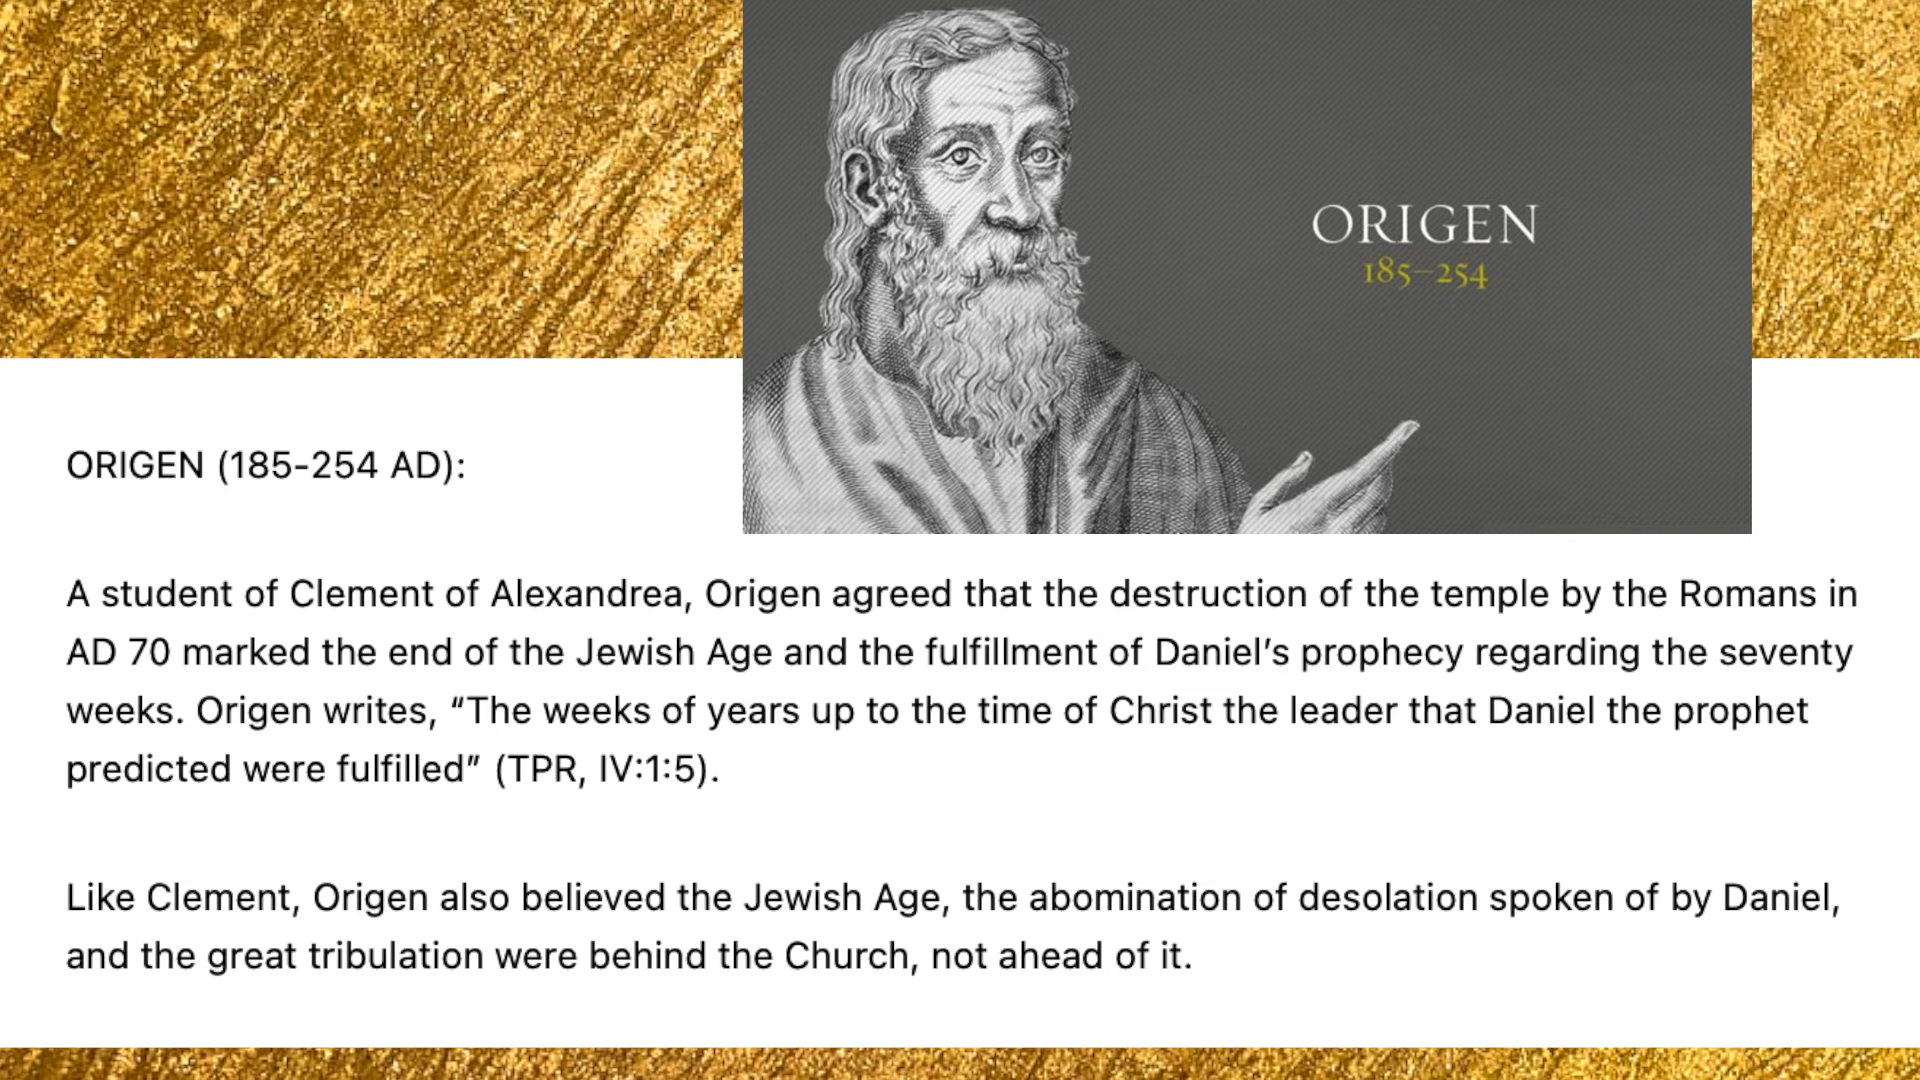 ORIGEN
185–254
ORIGEN (185-254 AD):
A student of Clement of Alexandrea, Origen agreed that the destruction of the temple by the Romans in
AD 70 marked the end of the Jewish Age and the fulfillment of Daniel’s prophecy regarding the seventy
weeks. Origen writes, “The weeks of years up to the time of Christ the leader that Daniel the prophet
predicted were fulfilled” (TPR, IV:1:5).
Like Clement, Origen also believed the Jewish Age, the abomination of desolation spoken of by Daniel,
and the great tribulation were behind the Church, not ahead of it.